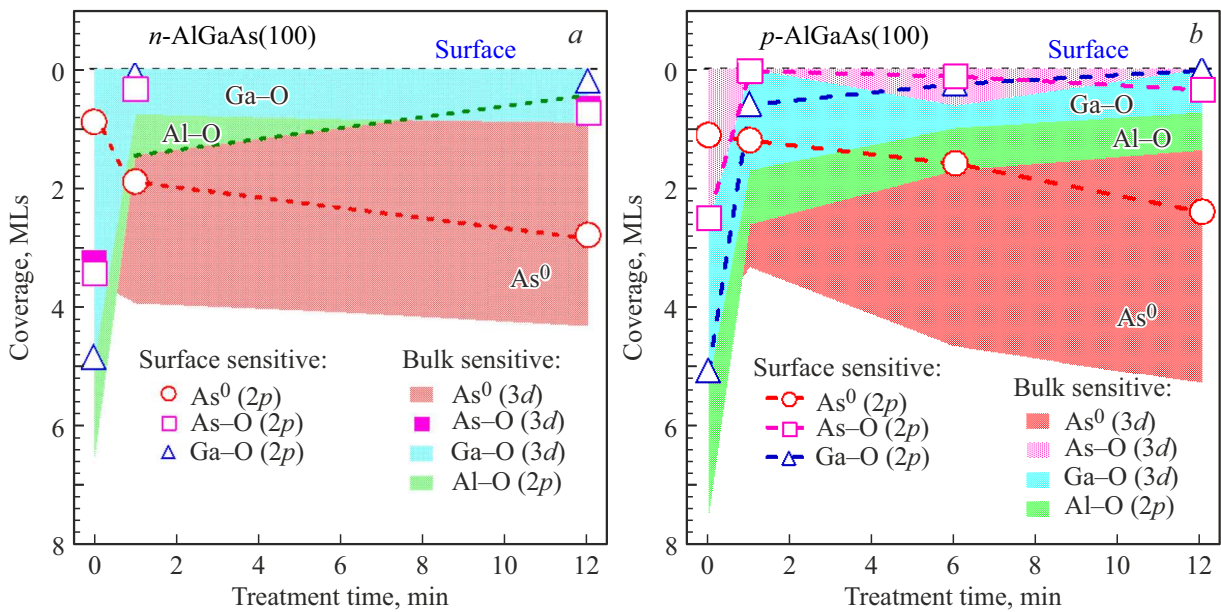 n-AlGaAs(100)
a
Surface
Ga–O
Al–O
As⁰
Surface sensitive:
As⁰ (2p)
As–O (2p)
Ga–O (2p)
Bulk sensitive:
As⁰ (3d)
As–O (3d)
Ga–O (3d)
Al–O (2p)
0
2
4
6
8
Coverage, MLs
0 2 4 6 8 10 12
Treatment time, min
p-AlGaAs(100)
b
Surface
Ga–O
Al–O
As⁰
Surface sensitive:
As⁰ (2p)
As–O (2p)
Ga–O (2p)
Bulk sensitive:
As⁰ (3d)
As–O (3d)
Ga–O (3d)
Al–O (2p)
0
2
4
6
8
Coverage, MLs
0 2 4 6 8 10 12
Treatment time, min